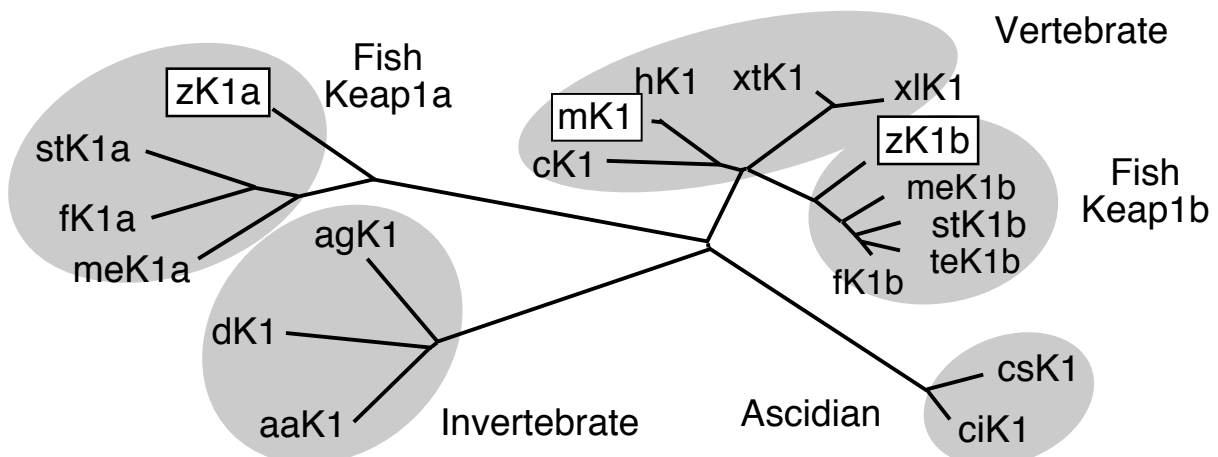 Vertebrate
Fish
Keap1a
zK1a
hK1
xtK1
xlK1
mK1
zK1b
stK1a
cK1
Fish
Keap1b
meK1b
fK1a
stK1b
agK1
meK1a
teK1b
fK1b
dK1
csK1
aaK1
Invertebrate
Ascidian
ciK1